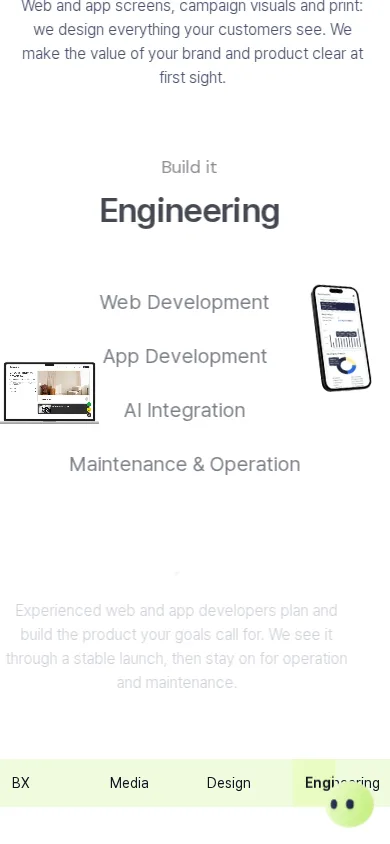 Web and app screens, campaign visuals and print:
we design everything your customers see. We
make the value of your brand and product clear at
first sight.
Build it
Engineering
Web Development
App Development
AI Integration
Maintenance & Operation
Experienced web and app developers plan and
build the product your goals call for. We see it
through a stable launch, then stay on for operation
and maintenance.
BX Media Design Engineering